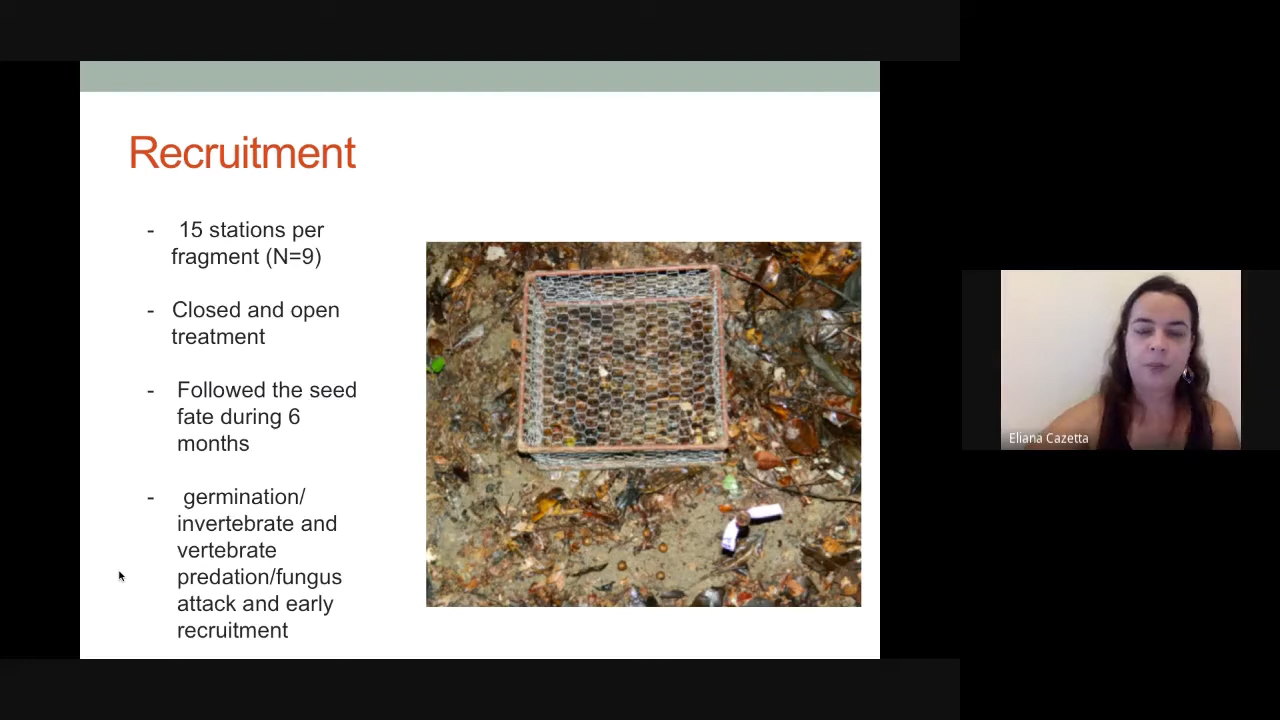 Recruitment
- 15 stations per
fragment (N=9)
- Closed and open
treatment
- Followed the seed
fate during 6
months
- germination/
invertebrate and
vertebrate
predation/fungus
attack and early
recruitment
Eliana Cazetta